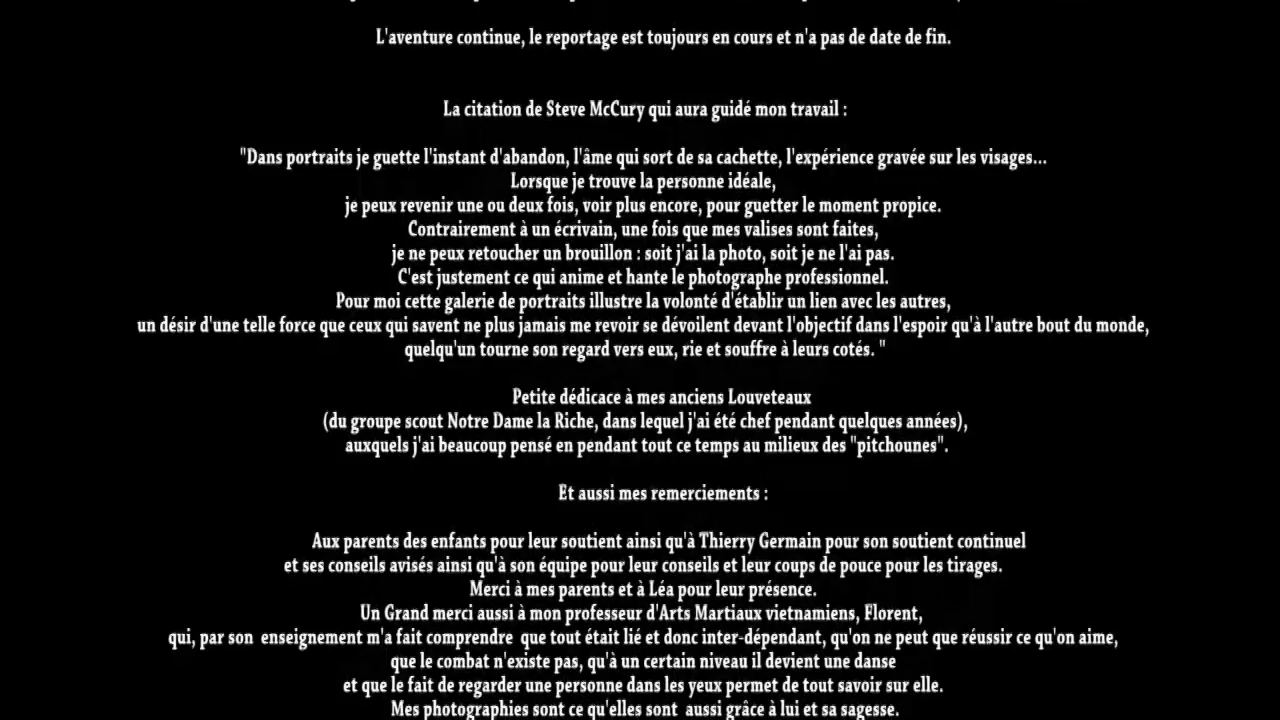 L'aventure continue, le reportage est toujours en cours et n'a pas de date de fin.
La citation de Steve McCury qui aura guidé mon travail :
"Dans portraits je guette l'instant d'abandon, l'âme qui sort de sa cachette, l'expérience gravée sur les visages...
Lorsque je trouve la personne idéale,
je peux revenir une ou deux fois, voir plus encore, pour guetter le moment propice.
Contrairement à un écrivain, une fois que mes valises sont faites,
je ne peux retoucher un brouillon : soit j'ai la photo, soit je ne l'ai pas.
C'est justement ce qui anime et hante le photographe professionnel.
Pour moi cette galerie de portraits illustre la volonté d'établir un lien avec les autres,
un désir d'une telle force que ceux qui savent ne plus jamais me revoir se dévoilent devant l'objectif dans l'espoir qu'à l'autre bout du monde,
quelqu'un tourne son regard vers eux, rie et souffre à leurs cotés. "
Petite dédicace à mes anciens Louveteaux
(du groupe scout Notre Dame la Riche, dans lequel j'ai été chef pendant quelques années),
auxquels j'ai beaucoup pensé en pendant tout ce temps au milieux des "pitchounes".
Et aussi mes remerciements :
Aux parents des enfants pour leur soutient ainsi qu'à Thierry Germain pour son soutient continuel
et ses conseils avisés ainsi qu'à son équipe pour leur conseils et leur coups de pouce pour les tirages.
Merci à mes parents et à Léa pour leur présence.
Un Grand merci aussi à mon professeur d'Arts Martiaux vietnamiens, Florent,
qui, par son enseignement m'a fait comprendre que tout était lié et donc inter-dépendant, qu'on ne peut que réussir ce qu'on aime,
que le combat n'existe pas, qu'à un certain niveau il devient une danse
et que le fait de regarder une personne dans les yeux permet de tout savoir sur elle.
Mes photographies sont ce qu'elles sont aussi grâce à lui et sa sagesse.